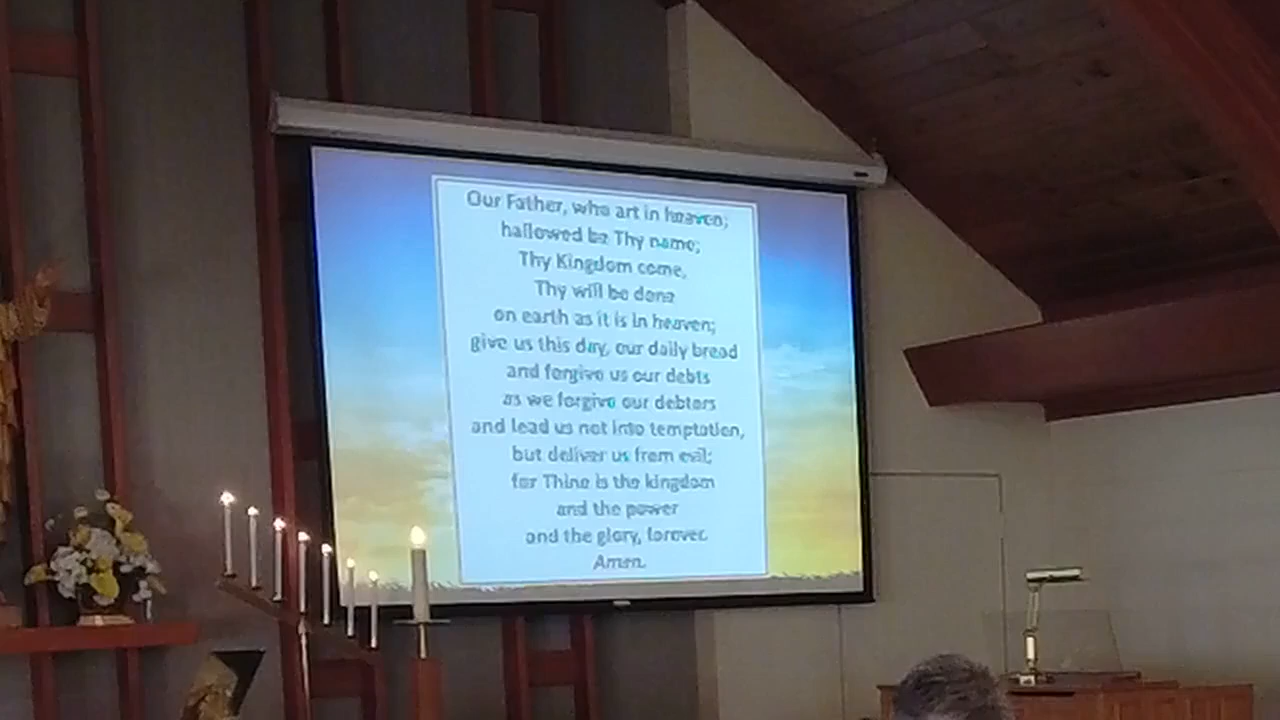 Our Father, who art in heaven,
hallowed be Thy name;
Thy Kingdom come,
Thy will be done
on earth as it is in heaven;
give us this day, our daily bread
and forgive us our debts
as we forgive our debtors
and lead us not into temptation,
but deliver us from evil;
for Thine is the kingdom
and the power
and the glory, forever.
Amen.